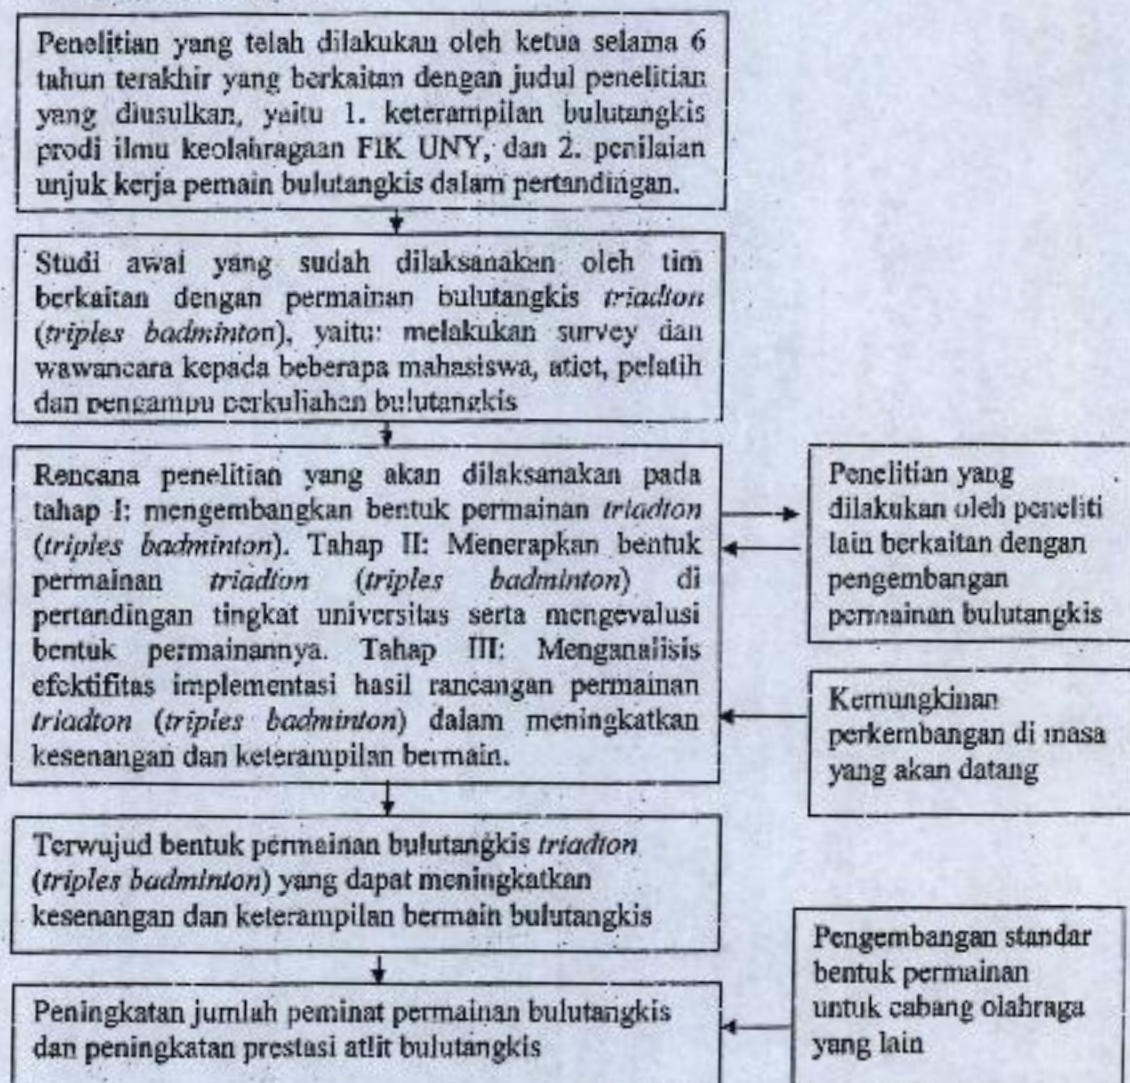 Penelitian yang telah dilakukan oleh ketua selama 6
tahun terakhir yang berkaitan dengan judul penelitian
yang diusulkan, yaitu 1. keterampilan bulutangkis
prodi ilmu keolahragaan FIK UNY, dan 2. penilaian
unjuk kerja pemain bulutangkis dalam pertandingan.
Studi awal yang sudah dilaksanakan oleh tim
berkaitan dengan permainan bulutangkis triadton
(triples badminton), yaitu: melakukan survey dan
wawancara kepada beberapa mahasiswa, atlet, pelatih
dan pengampu perkuliahan bulutangkis
Rencana penelitian yang akan dilaksanakan pada
tahap I: mengembangkan bentuk permainan triadton
(triples badminton). Tahap II: Menerapkan bentuk
permainan triadton (triples badminton) di
pertandingan tingkat universitas serta mengevalusi
bentuk permainannya. Tahap III: Menganalisis
efektifitas implementasi hasil rancangan permainan
triadton (triples badminton) dalam meningkatkan
kesenangan dan keterampilan bermain.
Penelitian yang
dilakukan oleh peneliti
lain berkaitan dengan
pengembangan
permainan bulutangkis
Kemungkinan
perkembangan di masa
yang akan datang
Terwujud bentuk permainan bulutangkis triadton
(triples badminton) yang dapat meningkatkan
kesenangan dan keterampilan bermain bulutangkis
Peningkatan jumlah peminat permainan bulutangkis
dan peningkatan prestasi atlit bulutangkis
Pengembangan standar
bentuk permainan
untuk cabang olahraga
yang lain